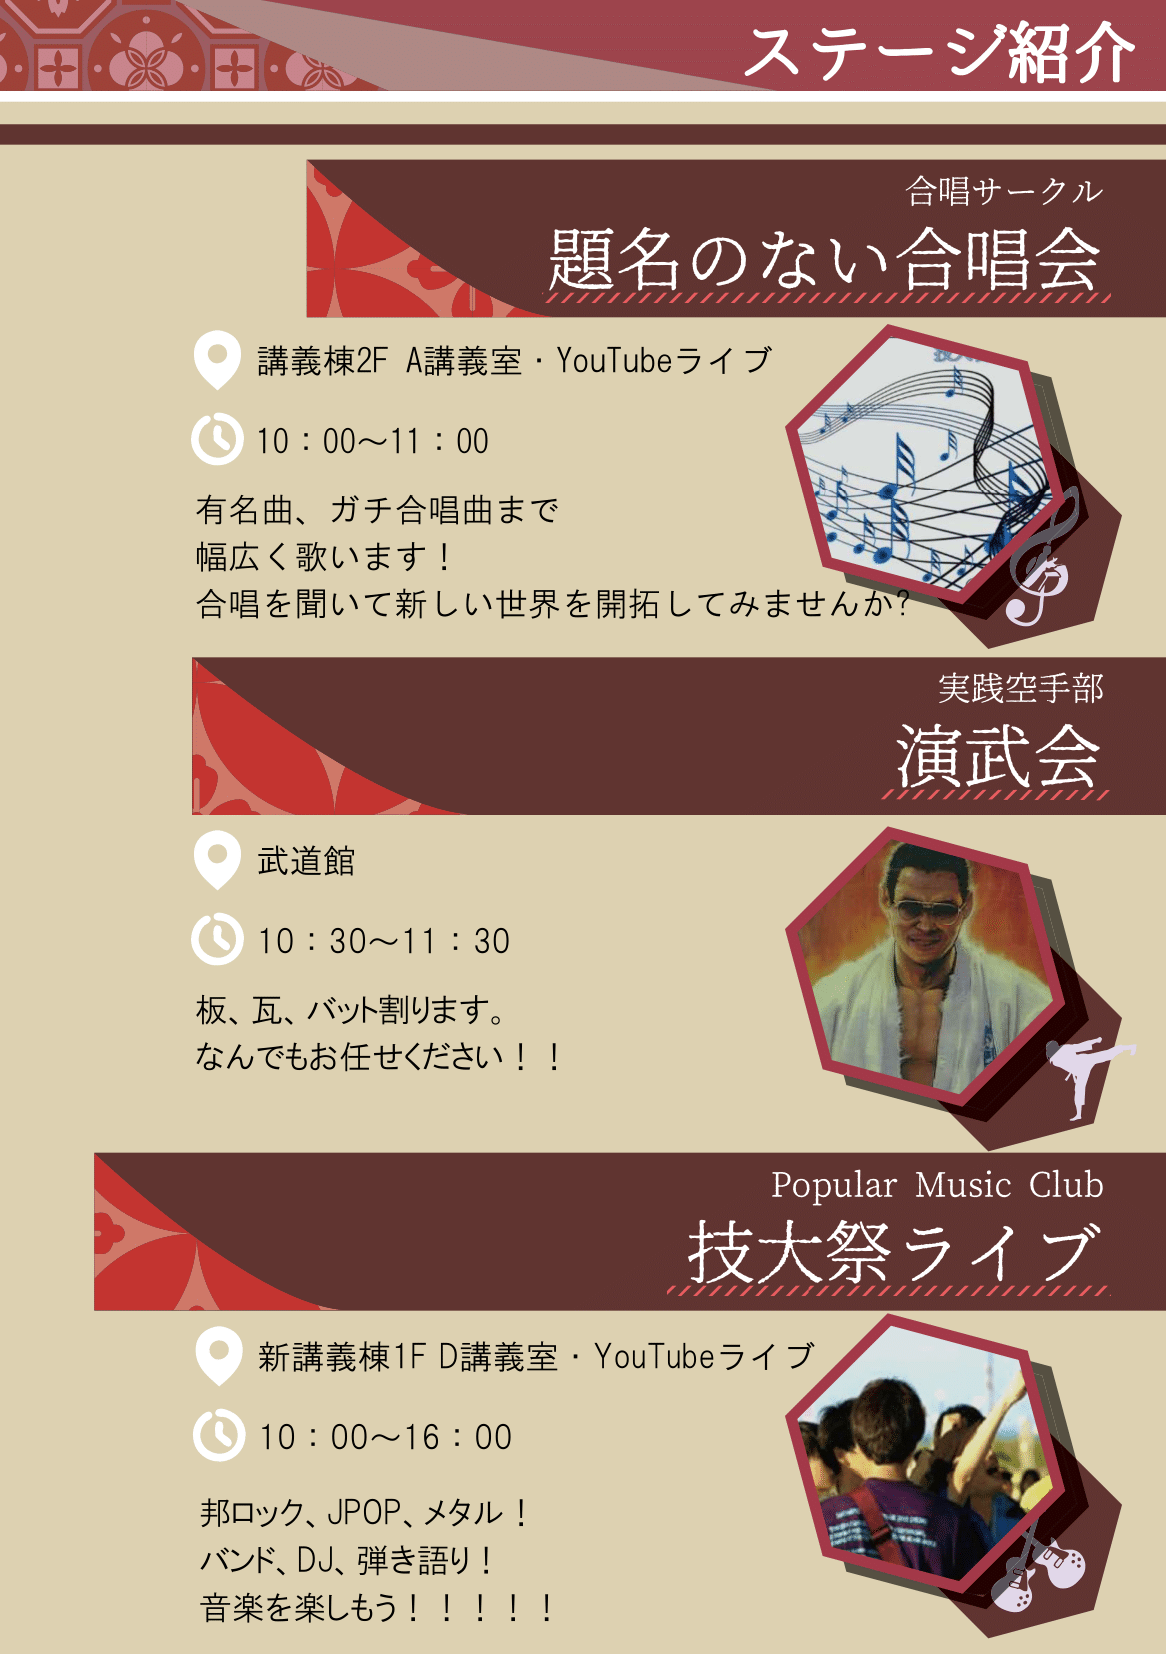 ステージ紹介
合唱サークル
題名のない合唱会
講義棟2F A講義室・YouTubeライブ
10：00～11：00
有名曲、ガチ合唱曲まで
幅広く歌います！
合唱を聞いて新しい世界を開拓してみませんか？
実践空手部
演武会
武道館
10：30～11：30
板、瓦、バット割ります。
なんでもお任せください！！
Popular Music Club
技大祭ライブ
新講義棟1F D講義室・YouTubeライブ
10：00～16：00
邦ロック、JPOP、メタル！
バンド、DJ、弾き語り！
音楽を楽しもう！！！！！